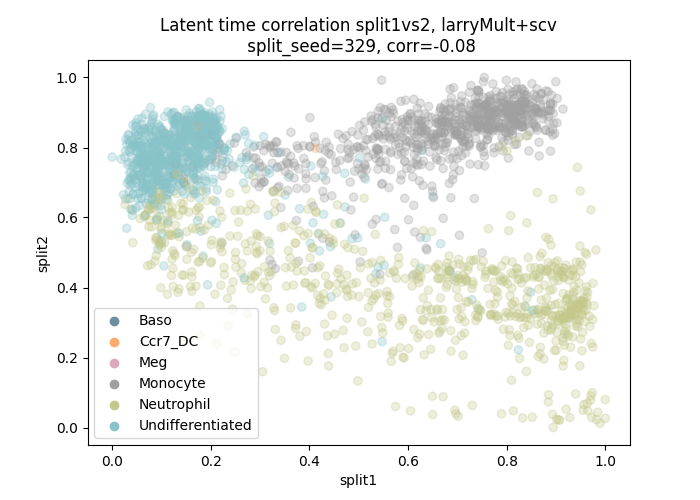 Latent time correlation split1vs2, larryMult+scv
split_seed=329, corr=-0.08
split2
1.0
0.8
0.6
0.4
0.2
0.0
Baso
Ccr7_DC
Meg
Monocyte
Neutrophil
Undifferentiated
0.0 0.2 0.4 0.6 0.8 1.0
split1